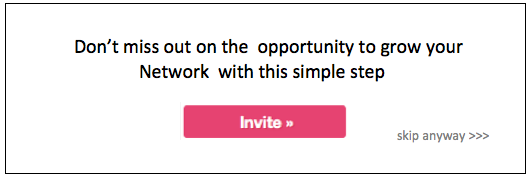 Don't miss out on the  opportunity to grow your
Network  with this simple step
Invite »
skip anyway >>>